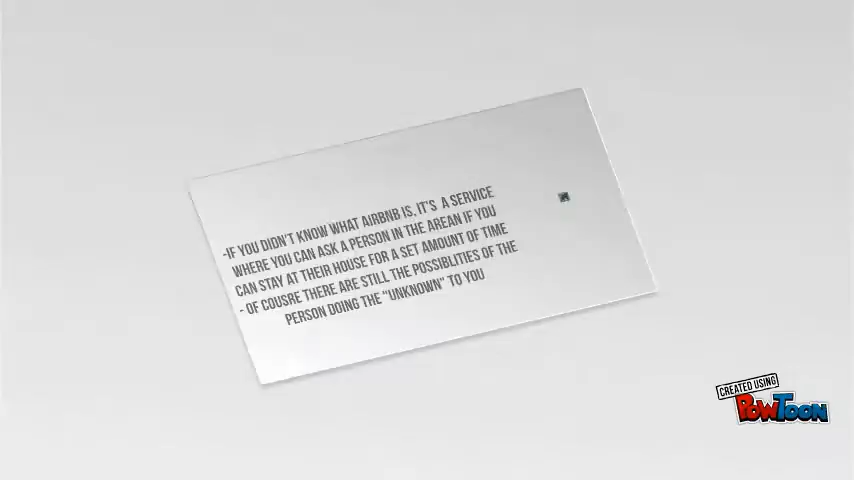 -IF YOU DIDN'T KNOW WHAT AIRBNB IS, IT'S A SERVICE
WHERE YOU CAN ASK A PERSON IN THE AREAN IF YOU
CAN STAY AT THEIR HOUSE FOR A SET AMOUNT OF TIME
- OF COUSRE THERE ARE STILL THE POSSIBLITIES OF THE
PERSON DOING THE "UNKNOWN" TO YOU
CREATED USING
POWTOON